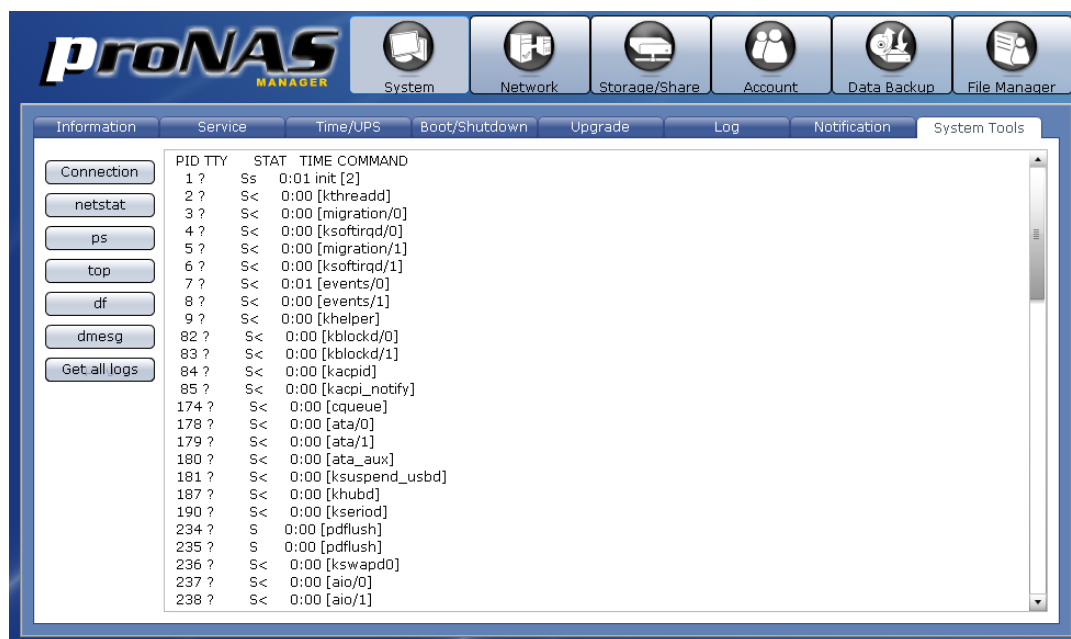 proNAS
MANAGER
System Network Storage/Share Account Data Backup File Manager
Information Service Time/UPS Boot/Shutdown Upgrade Log Notification System Tools
Connection
netstat
ps
top
df
dmesg
Get all logs
PID TTY STAT TIME COMMAND
1 ? Ss 0:01 init [2]
2 ? S< 0:00 [kthreadd]
3 ? S< 0:00 [migration/0]
4 ? S< 0:00 [ksoftirqd/0]
5 ? S< 0:00 [migration/1]
6 ? S< 0:00 [ksoftirqd/1]
7 ? S< 0:01 [events/0]
8 ? S< 0:00 [events/1]
9 ? S< 0:00 [khelper]
82 ? S< 0:00 [kblockd/0]
83 ? S< 0:00 [kblockd/1]
84 ? S< 0:00 [kacpid]
85 ? S< 0:00 [kacpi_notify]
174 ? S< 0:00 [cqueue]
178 ? S< 0:00 [ata/0]
179 ? S< 0:00 [ata/1]
180 ? S< 0:00 [ata_aux]
181 ? S< 0:00 [ksuspend_usbd]
187 ? S< 0:00 [khubd]
190 ? S< 0:00 [kseriod]
234 ? S 0:00 [pdflush]
235 ? S 0:00 [pdflush]
236 ? S< 0:00 [kswapd0]
237 ? S< 0:00 [aio/0]
238 ? S< 0:00 [aio/1]